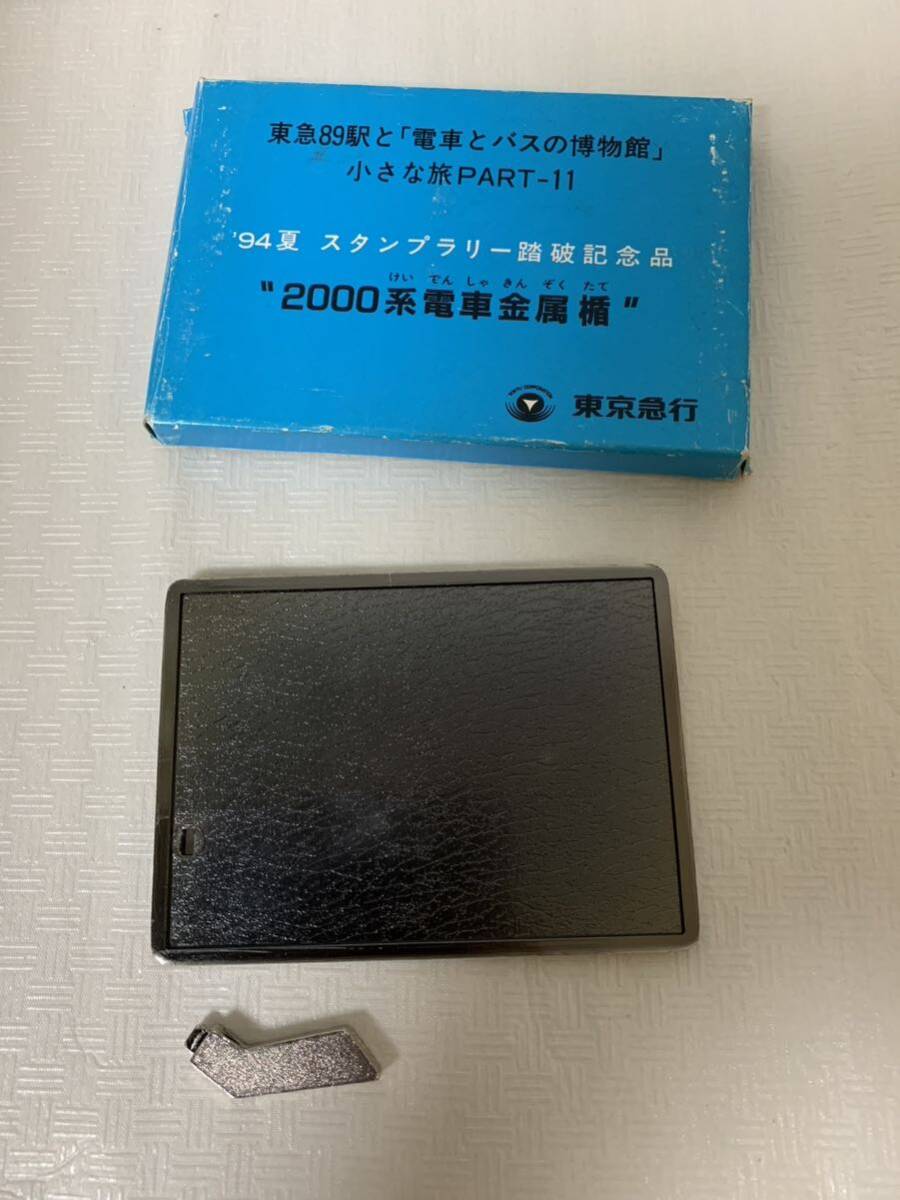 東急89駅と「電車とバスの博物館」
小さな旅PART-11
'94夏 スタンプラリー踏破記念品
けい でん しゃ きん ぞく たて
"2000系電車金属楯"
東京急行